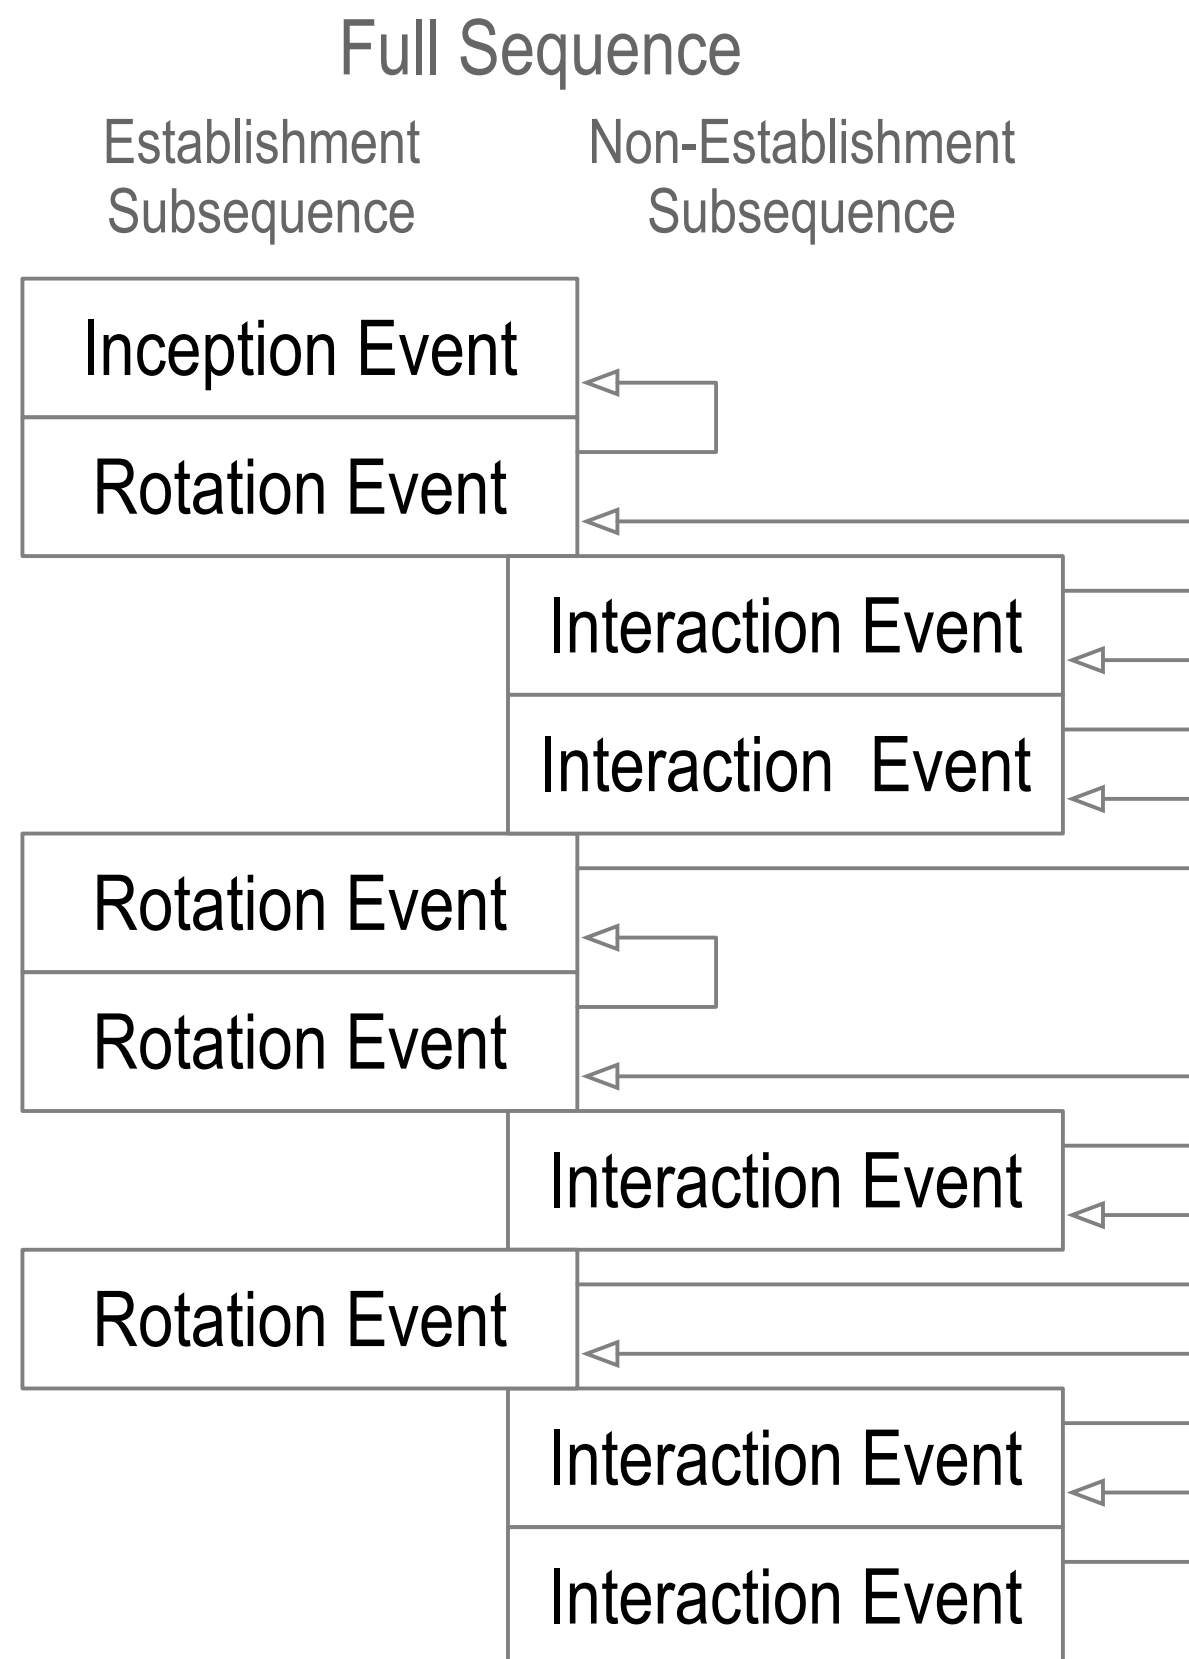 Full Sequence
Establishment
Subsequence
Non-Establishment
Subsequence
Inception Event
Rotation Event
Interaction Event
Interaction  Event
Rotation Event
Rotation Event
Interaction Event
Rotation Event
Interaction Event
Interaction Event